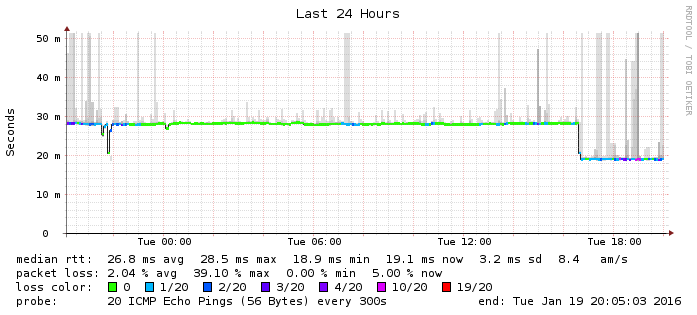 Last 24 Hours
RRDTOOL / TOBI OETIKER
Seconds
50 m
40 m
30 m
20 m
10 m
0
Tue 00:00 Tue 06:00 Tue 12:00 Tue 18:00
median rtt: 26.8 ms avg 28.5 ms max 18.9 ms min 19.1 ms now 3.2 ms sd 8.4 am/s
packet loss: 2.04 % avg 39.10 % max 0.00 % min 5.00 % now
loss color: 0 1/20 2/20 3/20 4/20 10/20 19/20
probe: 20 ICMP Echo Pings (56 Bytes) every 300s end: Tue Jan 19 20:05:03 2016